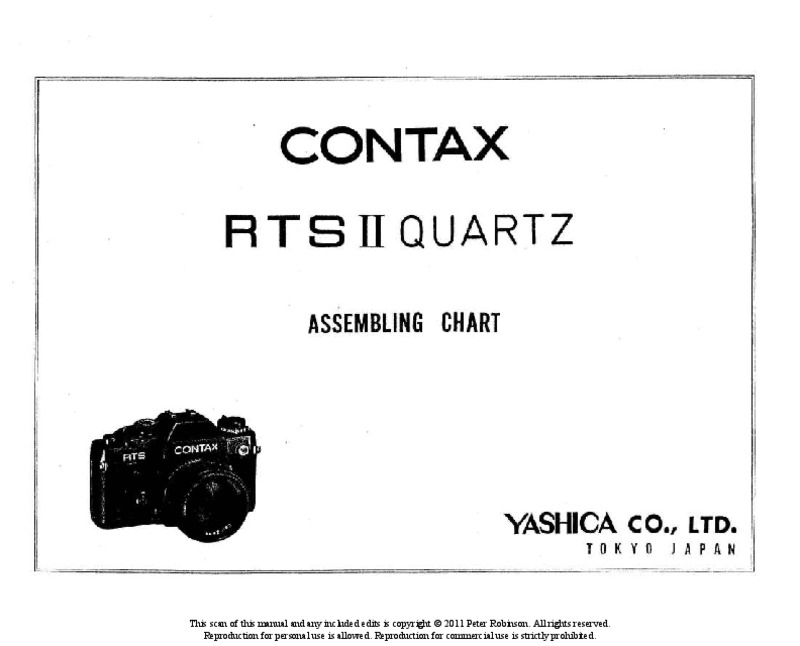 CONTAX
RTS II QUARTZ
ASSEMBLING CHART
RTS
CONTAX
YASHICA CO., LTD.
TOKYO JAPAN
This scan of this manual and any included edits is copyright © 2011 Peter Robinson. All rights reserved.
Reproduction for personal use is allowed. Reproduction for commercial use is strictly prohibited.